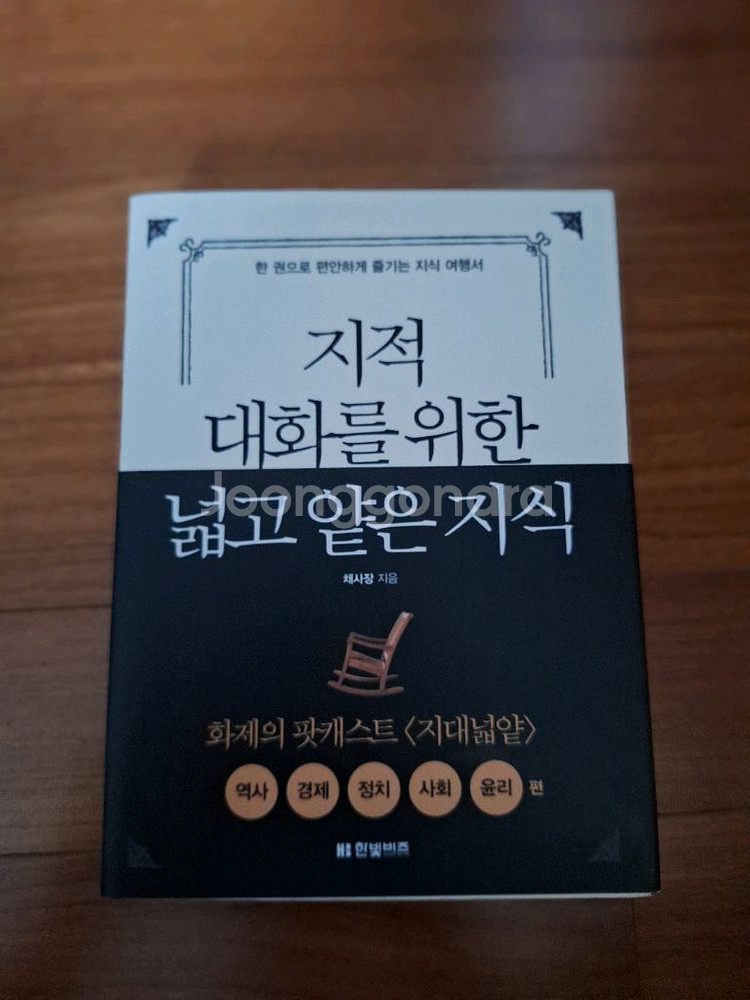 한 권으로 편안하게 즐기는 지식 여행서
지적
대화를 위한
넓고 얕은 지식
Joonggonara
채사장 지음
화제의 팟캐스트 <지대넓얕>
역사 경제 정치 사회 윤리 편
HB 한빛비즈